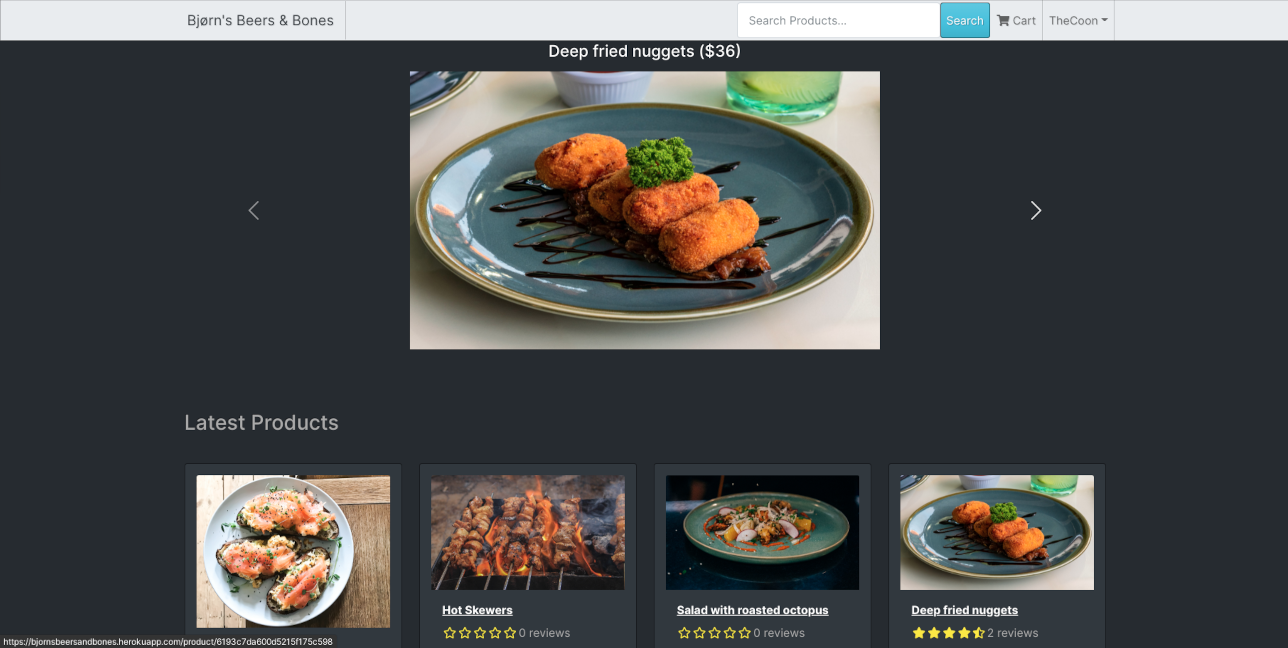 Bjørn's Beers & Bones
Search Products...
Search
Cart
TheCoon
Deep fried nuggets ($36)
Latest Products
Hot Skewers
0 reviews
Salad with roasted octopus
0 reviews
Deep fried nuggets
2 reviews
https://bjornsbeersandbones.herokuapp.com/product/6193c7da600d5215f175c598